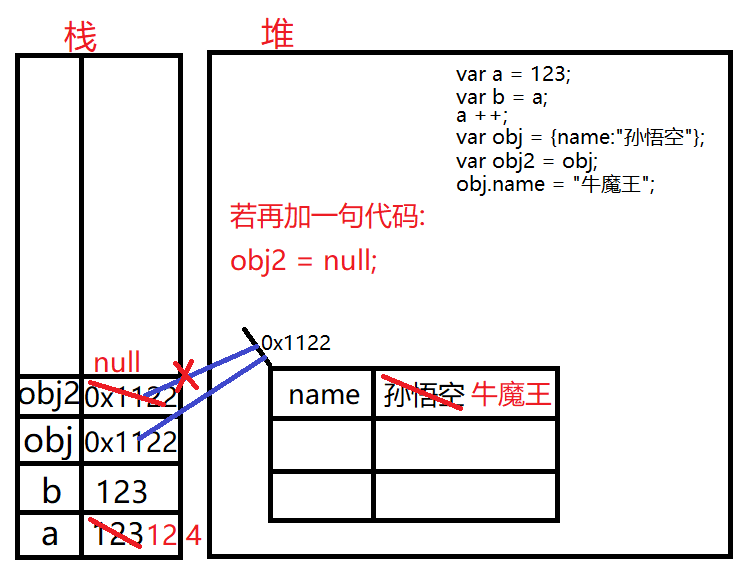 栈
堆
var a = 123;
var b = a;
a ++;
var obj = {name:"孙悟空"};
var obj2 = obj;
obj.name = "牛魔王";
若再加一句代码:
obj2 = null;
0x1122
null
obj2 0x1122
name 孙悟空 牛魔王
obj 0x1122
b 123
a 123 124